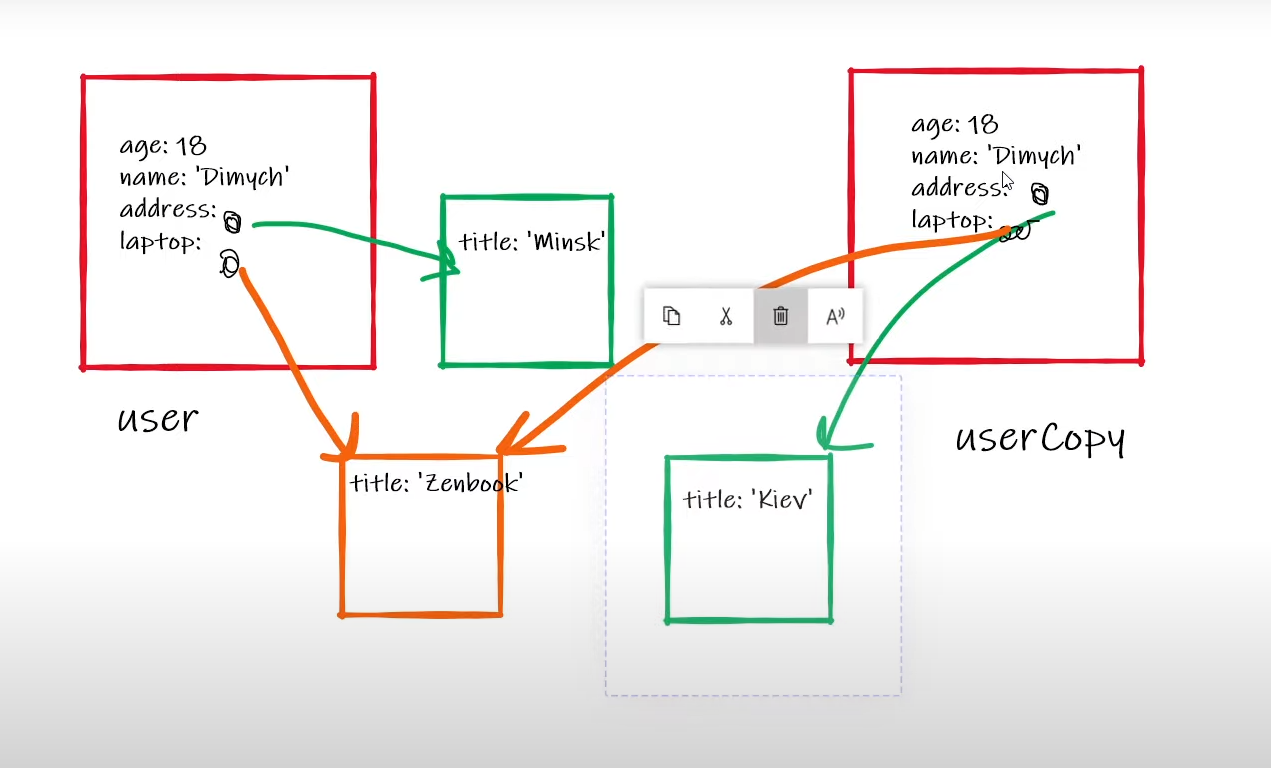 age: 18
name: 'Dimych'
address:
laptop:
user
title: 'Minsk'
title: 'Zenbook'
age: 18
name: 'Dimych'
address:
laptop:
userCopy
title: 'Kiev'
A